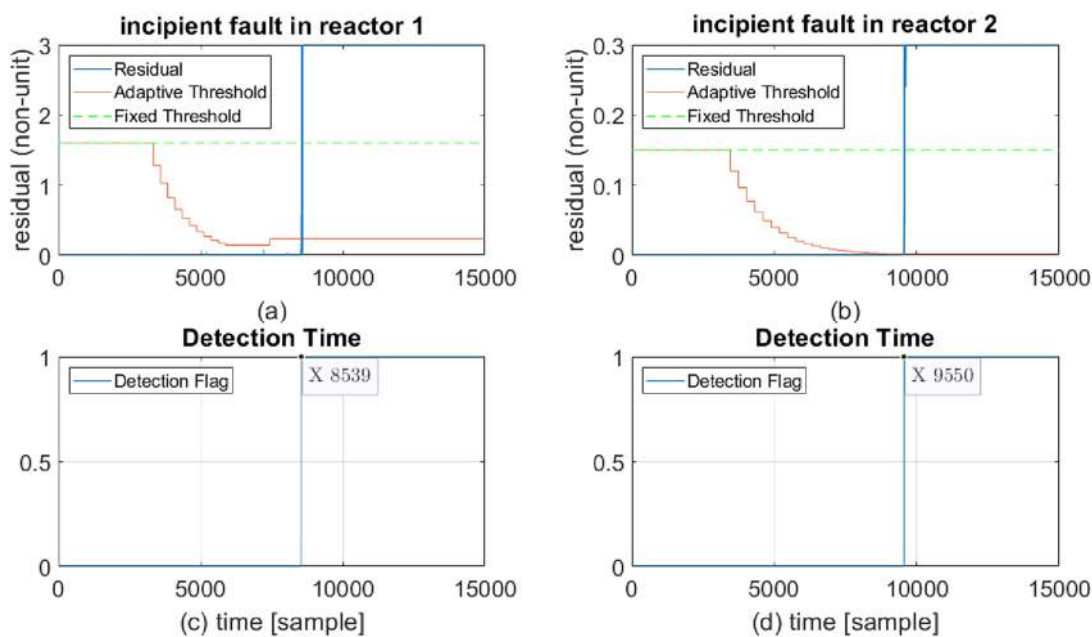 incipient fault in reactor 1
3
2
1
0
residual (non-unit)
Residual
Adaptive Threshold
Fixed Threshold
0 5000 10000 15000
(a)
incipient fault in reactor 2
0.3
0.2
0.1
0
residual (non-unit)
Residual
Adaptive Threshold
Fixed Threshold
0 5000 10000 15000
(b)
Detection Time
1
0.5
0
Detection Flag
X 8539
0 5000 10000 15000
(c) time [sample]
Detection Time
1
0.5
0
Detection Flag
X 9550
0 5000 10000 15000
(d) time [sample]